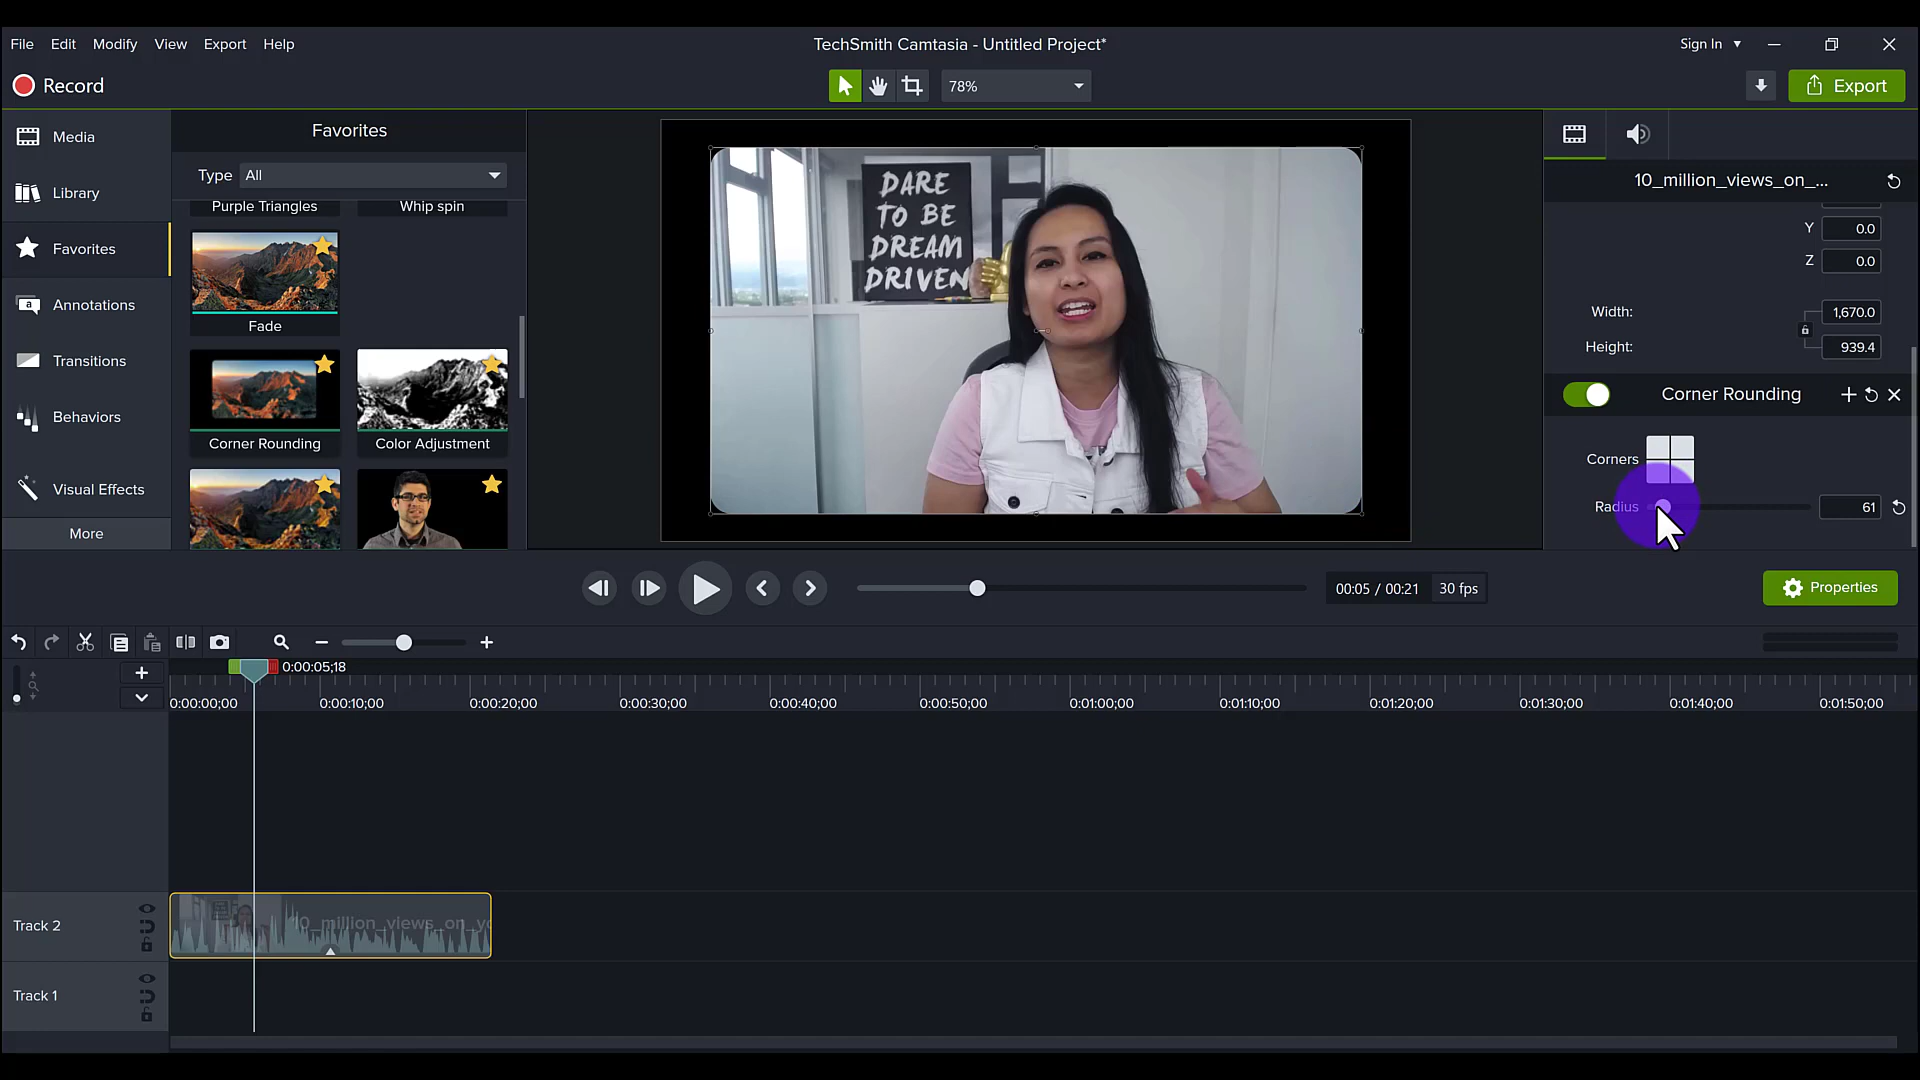 File Edit Modify View Export Help
TechSmith Camtasia - Untitled Project*
Sign In
Record
78%
Export
Media
Library
Favorites
Annotations
Transitions
Behaviors
Visual Effects
More
Favorites
Type All
Purple Triangles Whip spin
Fade
Corner Rounding Color Adjustment
DARE
TO BE
DREAM
DRIVEN
10_million_views_on_...
Y 0.0
Z 0.0
Width: 1,670.0
Height: 939.4
Corner Rounding
Corners
Radius 61
00:05 / 00:21 30 fps
Properties
0:00:05;18
0:00:00;00 0:00:10;00 0:00:20;00 0:00:30;00 0:00:40;00 0:00:50;00 0:01:00;00 0:01:10;00 0:01:20;00 0:01:30;00 0:01:40;00 0:01:50;00
Track 2
10_million_views_on_yo
Track 1